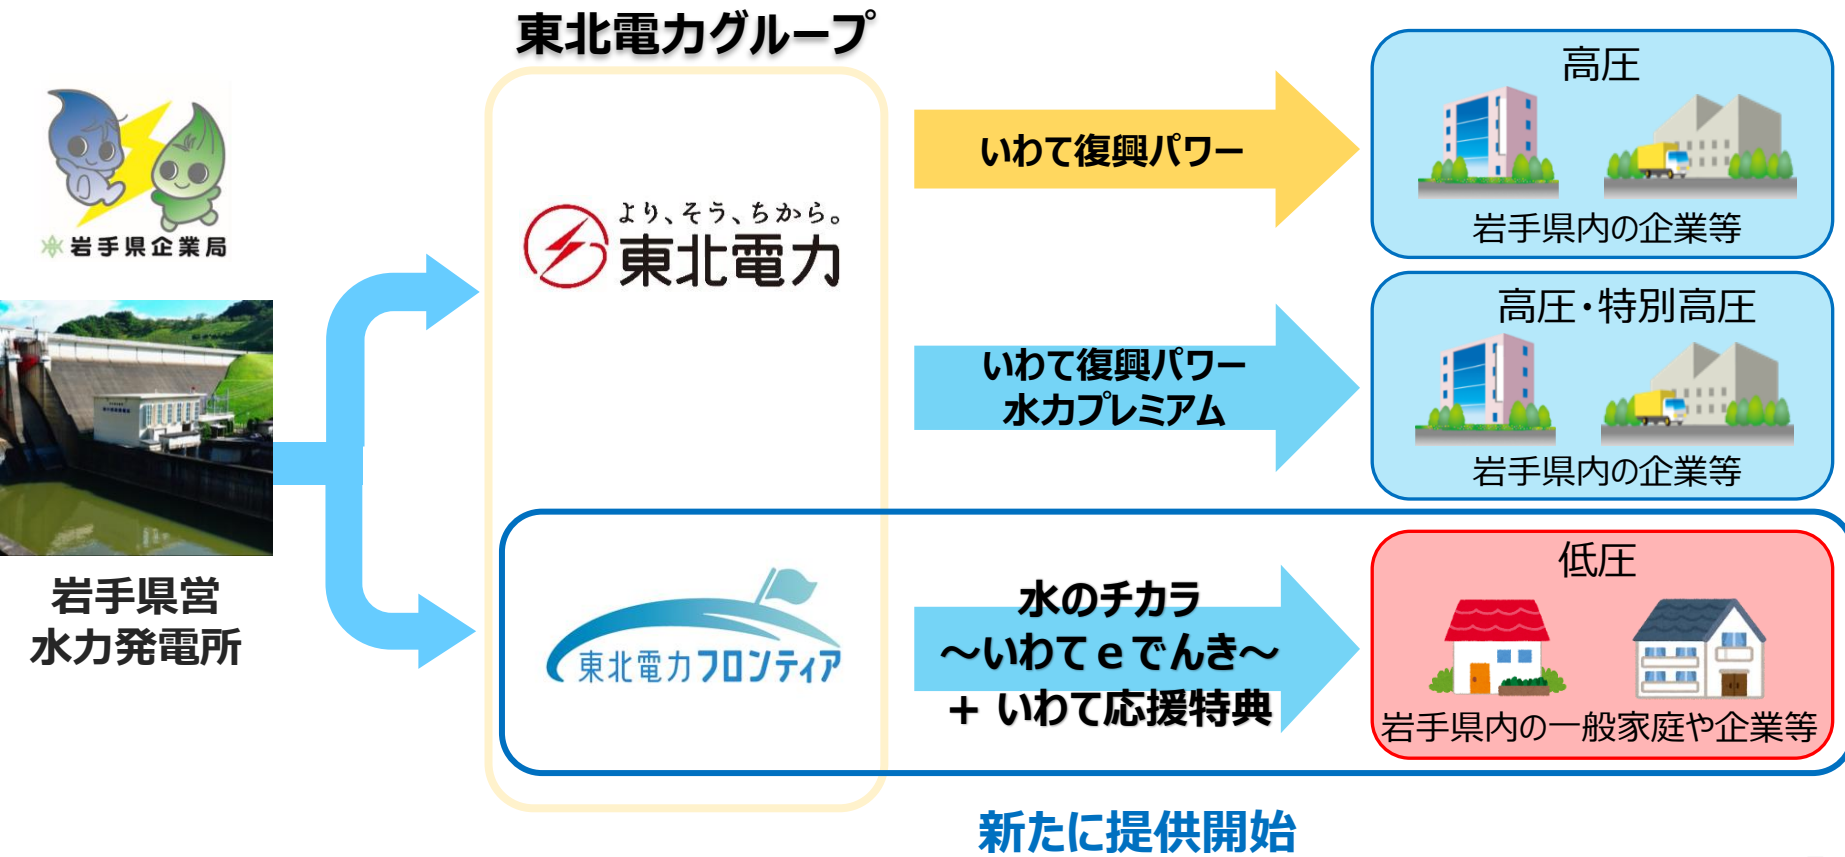 東北電力グループ
岩手県企業局
岩手県営
水力発電所
より、そう、ちから。
東北電力
いわて復興パワー
高圧
岩手県内の企業等
いわて復興パワー
水力プレミアム
高圧・特別高圧
岩手県内の企業等
東北電力フロンティア
水のチカラ
～いわてｅでんき～
＋ いわて応援特典
低圧
岩手県内の一般家庭や企業等
新たに提供開始